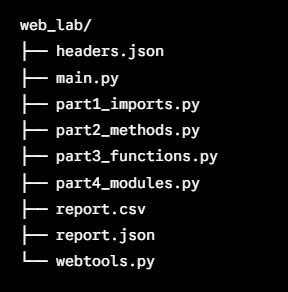 web_lab/
├── headers.json
├── main.py
├── part1_imports.py
├── part2_methods.py
├── part3_functions.py
├── part4_modules.py
├── report.csv
├── report.json
└── webtools.py